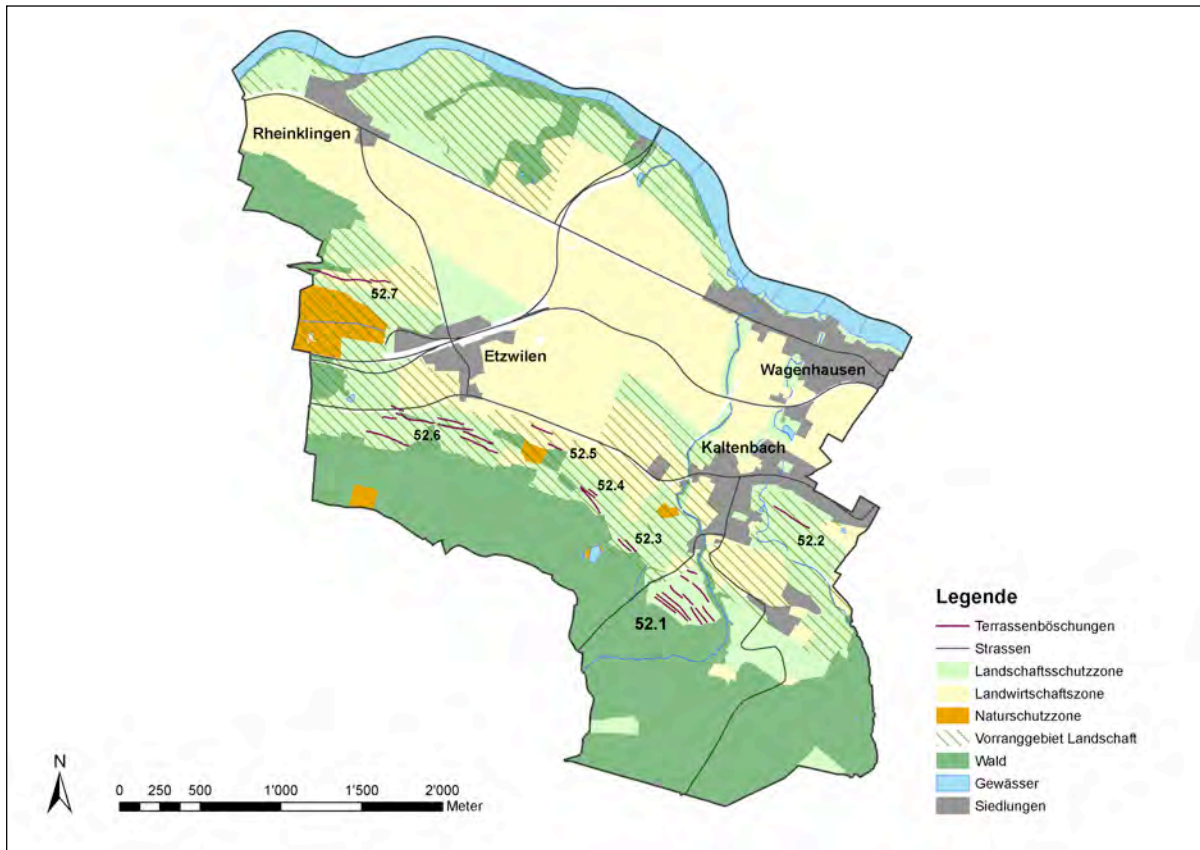 Rheinklingen
52.7
Etzwilen
Wagenhausen
52.6
52.5
Kaltenbach
52.4
52.3
52.2
52.1
Legende
Terrassenböschungen
Strassen
Landschaftsschutzzone
Landwirtschaftszone
Naturschutzzone
Vorranggebiet Landschaft
Wald
Gewässer
Siedlungen
N
0 250 500 1'000 1'500 2'000
Meter